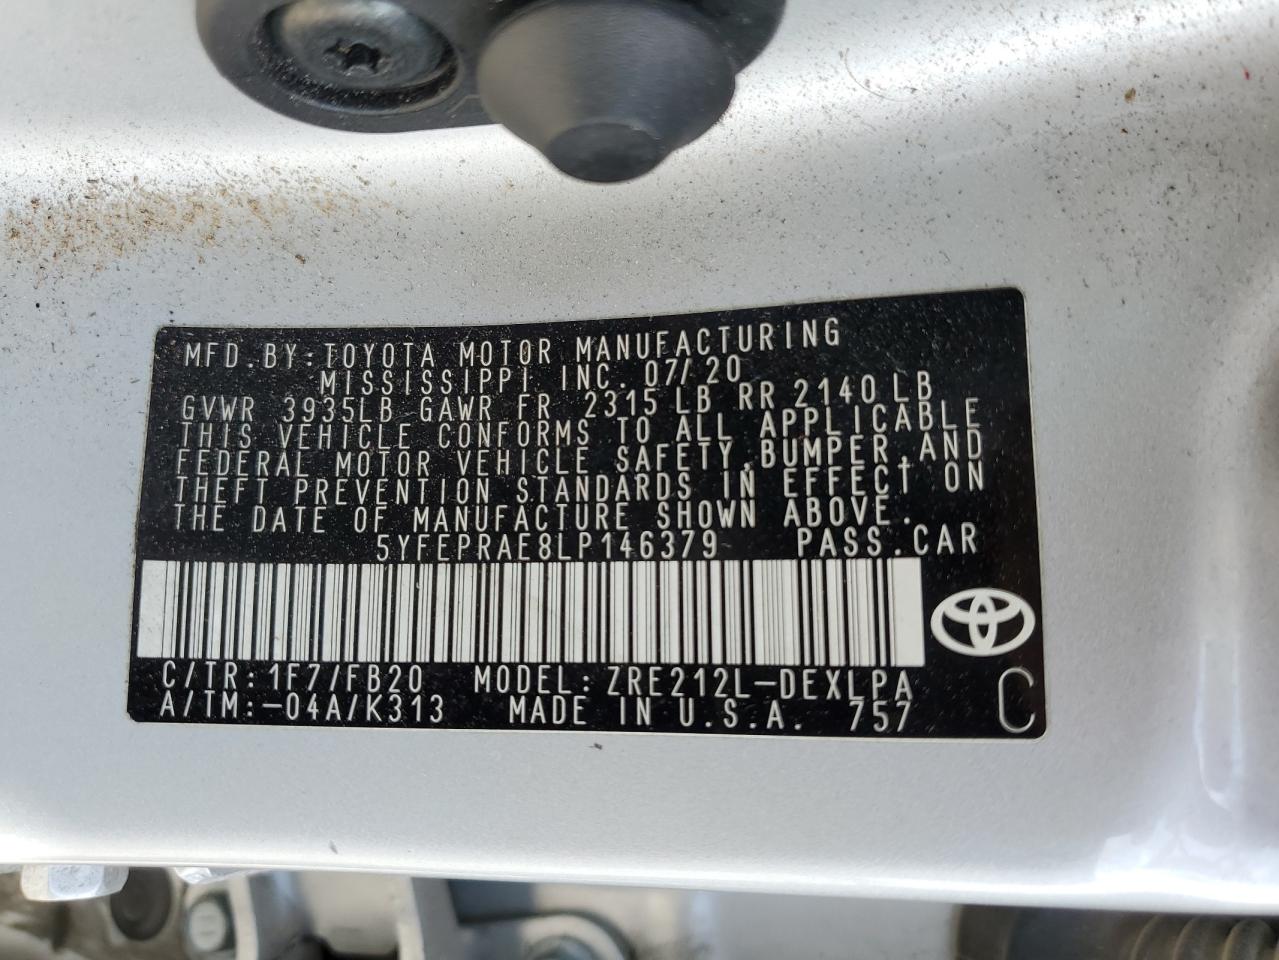 MFD.BY:TOYOTA MOTOR MANUFACTURING
MISSISSIPPI INC. 07/20
GVWR 3935LB GAWR FR 2315 LB RR 2140 LB
THIS VEHICLE CONFORMS TO ALL APPLICABLE
FEDERAL MOTOR VEHICLE SAFETY,BUMPER,AND
THEFT PREVENTION STANDARDS IN EFFECT ON
THE DATE OF MANUFACTURE SHOWN ABOVE.
5YFEPRAE8LP146379 PASS.CAR
C/TR: 1F7/FB20 MODEL: ZRE212L-DEXLPA
A/TM:-04A/K313 MADE IN U.S.A. 757 C